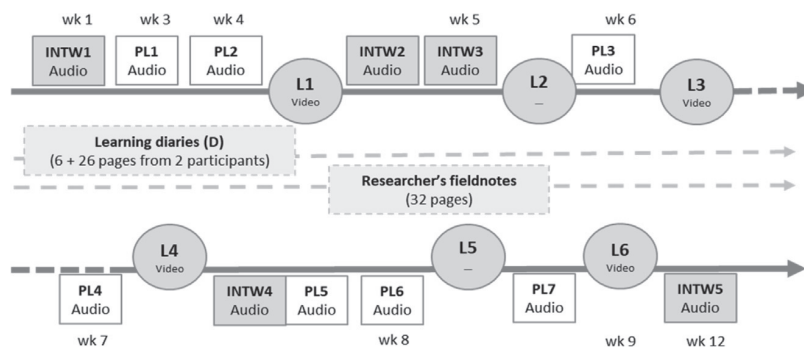 wk 1 wk 3 wk 4 wk 5 wk 6
INTW1 PL1 PL2 INTW2 INTW3 PL3
Audio Audio Audio Audio Audio Audio
L1 L2 L3
Video — Video
Learning diaries (D)
(6 + 26 pages from 2 participants)
Researcher's fieldnotes
(32 pages)
L4 L5 L6
Video — Video
PL4 INTW4 PL5 PL6 PL7 INTW5
Audio Audio Audio Audio Audio Audio
wk 7 wk 8 wk 9 wk 12